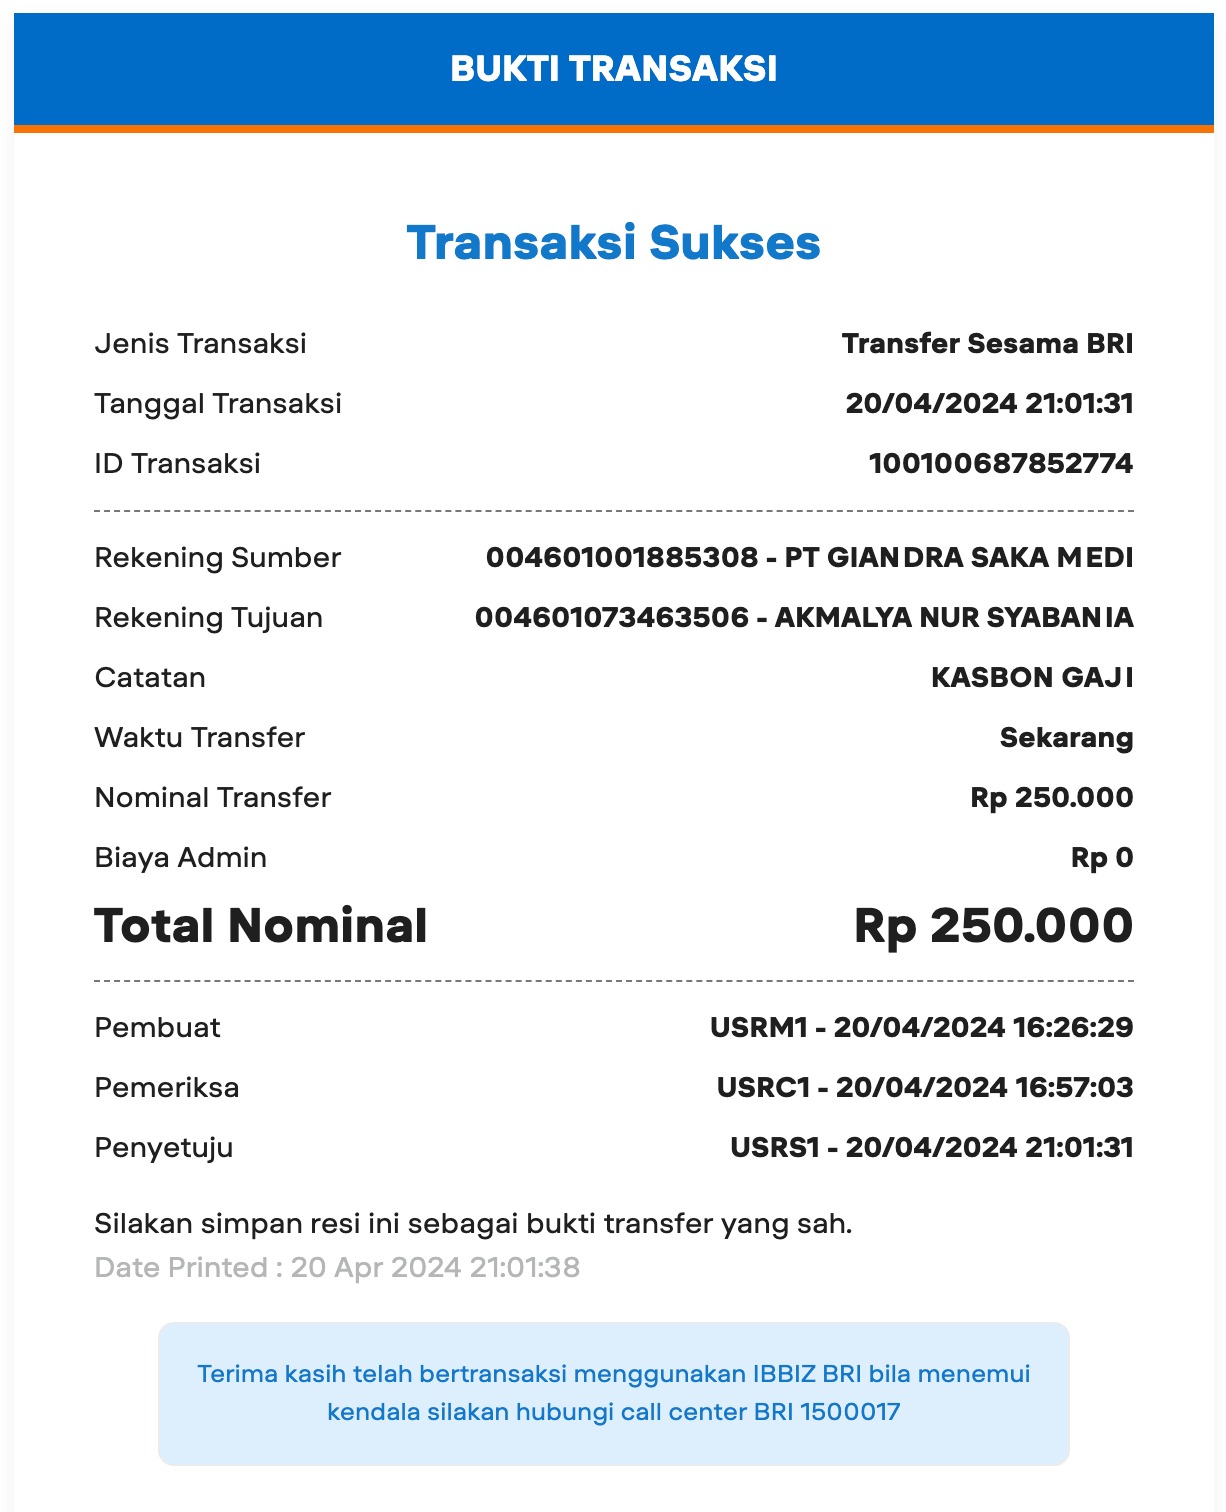 BUKTI TRANSAKSI
Transaksi Sukses
Jenis Transaksi Transfer Sesama BRI
Tanggal Transaksi 20/04/2024 21:01:31
ID Transaksi 100100687852774
Rekening Sumber 004601001885308 - PT GIANDRA SAKA MEDI
Rekening Tujuan 004601073463506 - AKMALYA NUR SYABANIA
Catatan KASBON GAJI
Waktu Transfer Sekarang
Nominal Transfer Rp 250.000
Biaya Admin Rp 0
Total Nominal Rp 250.000
Pembuat USRM1 - 20/04/2024 16:26:29
Pemeriksa USRC1 - 20/04/2024 16:57:03
Penyetuju USRS1 - 20/04/2024 21:01:31
Silakan simpan resi ini sebagai bukti transfer yang sah.
Date Printed : 20 Apr 2024 21:01:38
Terima kasih telah bertransaksi menggunakan IBBIZ BRI bila menemui
kendala silakan hubungi call center BRI 1500017